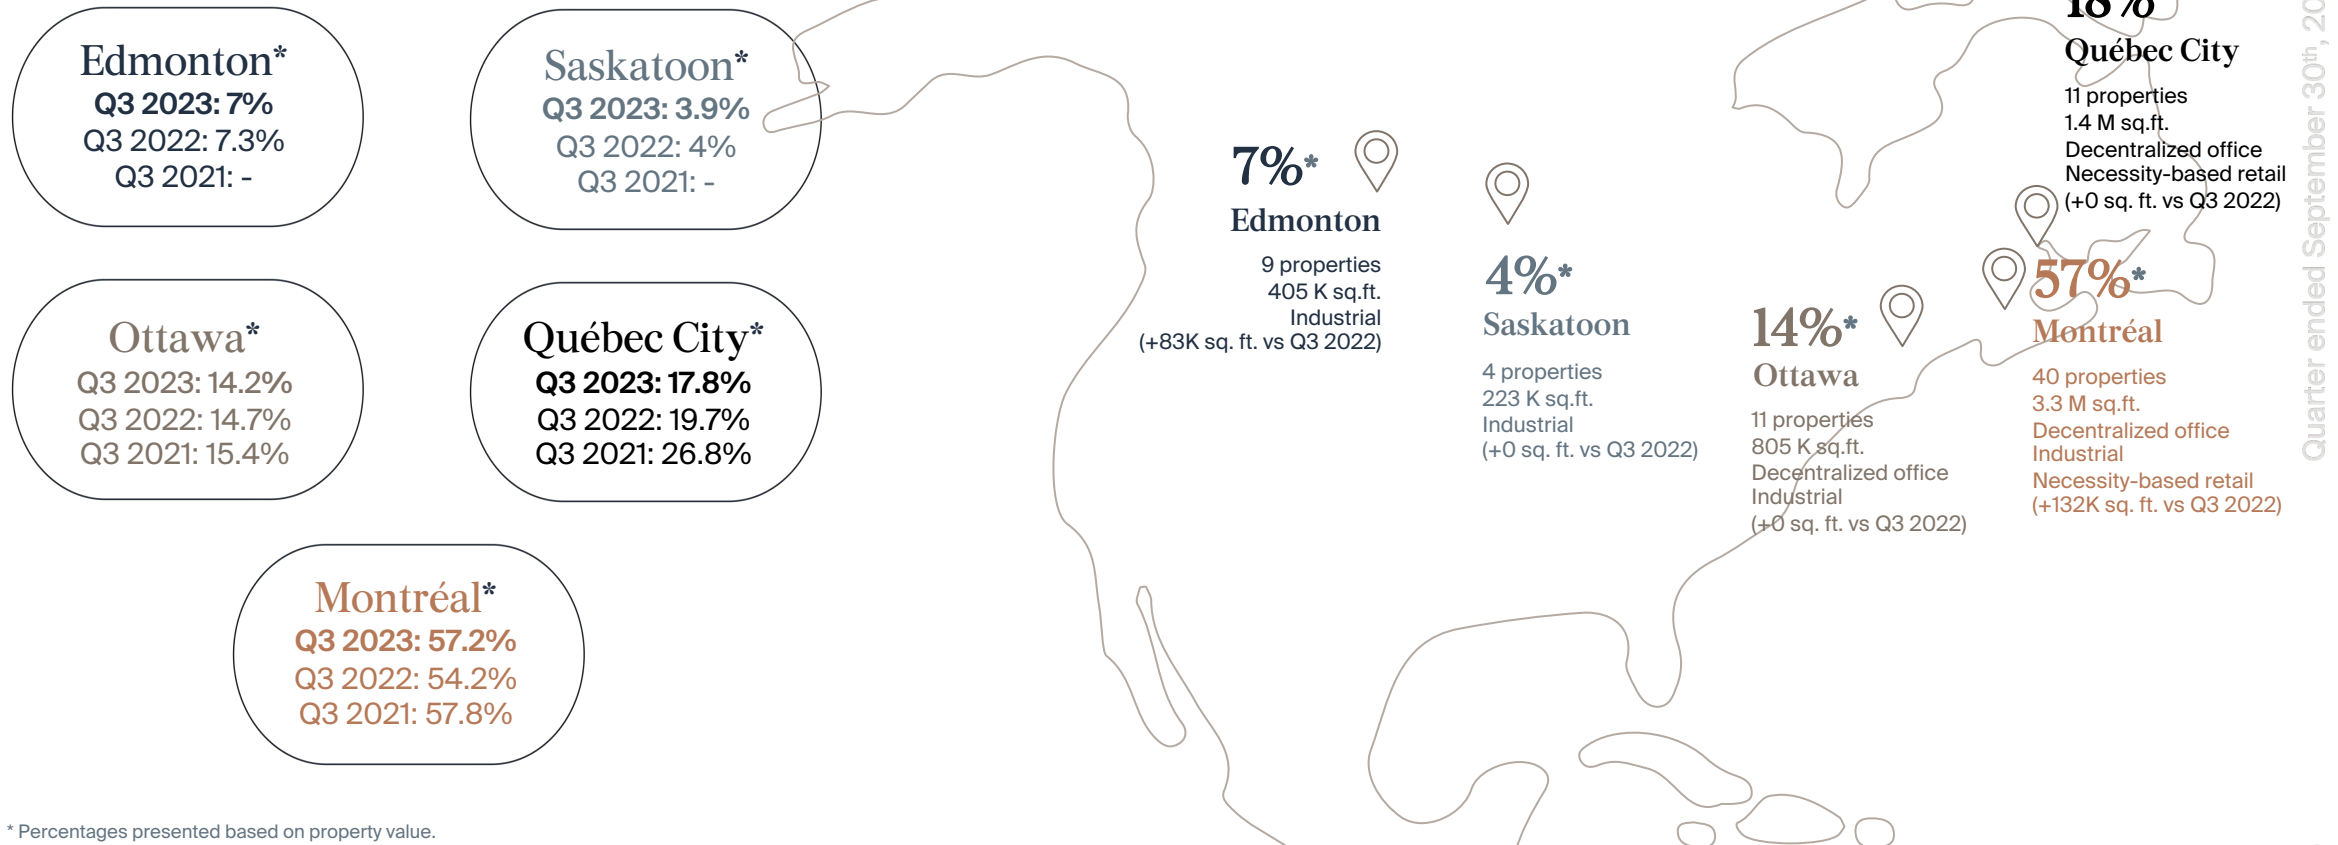 Edmonton*
Q3 2023: 7%
Q3 2022: 7.3%
Q3 2021: -
Saskatoon*
Q3 2023: 3.9%
Q3 2022: 4%
Q3 2021: -
Ottawa*
Q3 2023: 14.2%
Q3 2022: 14.7%
Q3 2021: 15.4%
Québec City*
Q3 2023: 17.8%
Q3 2022: 19.7%
Q3 2021: 26.8%
Montréal*
Q3 2023: 57.2%
Q3 2022: 54.2%
Q3 2021: 57.8%
* Percentages presented based on property value.
7%*
Edmonton
9 properties
405 K sq.ft.
Industrial
(+83K sq. ft. vs Q3 2022)
4%*
Saskatoon
4 properties
223 K sq.ft.
Industrial
(+0 sq. ft. vs Q3 2022)
14%*
Ottawa
11 properties
805 K sq.ft.
Decentralized office
Industrial
(+0 sq. ft. vs Q3 2022)
18%
Québec City
11 properties
1.4 M sq.ft.
Decentralized office
Necessity-based retail
(+0 sq. ft. vs Q3 2022)
57%*
Montréal
40 properties
3.3 M sq.ft.
Decentralized office
Industrial
Necessity-based retail
(+132K sq. ft. vs Q3 2022)
Quarter ended September 30th, 20